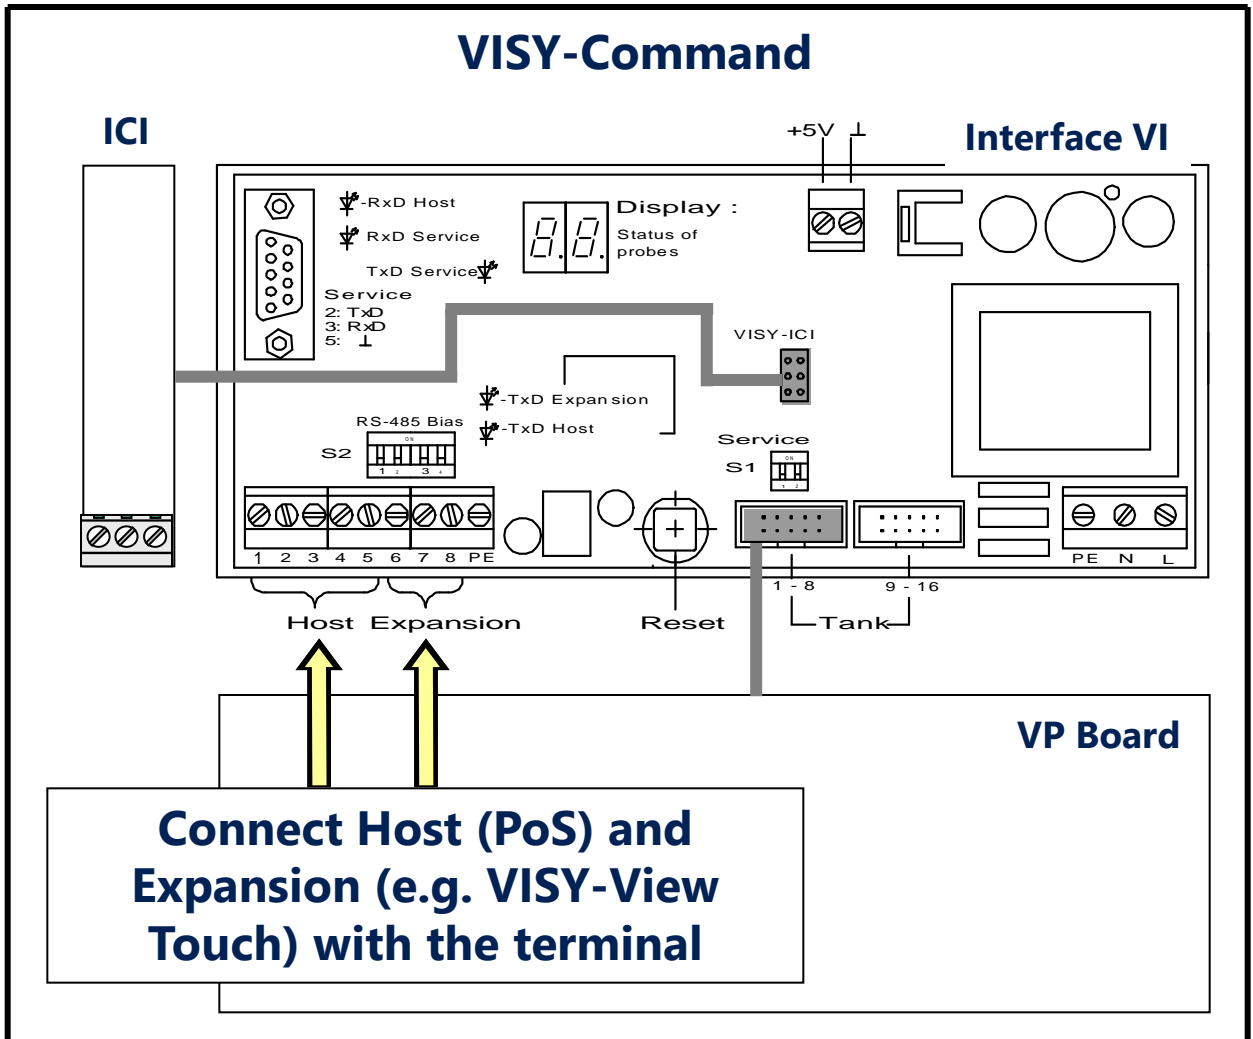 VISY-Command
ICI
+5V ⊥
Interface VI
-RxD Host
RxD Service
TxD Service
Service
2: TxD
3: RxD
5: ⊥
8.8.
Display :
Status of
probes
VISY-ICI
-TxD Expansion
-TxD Host
RS-485 Bias
S2
ON
1 2 3 4
Service
S1
ON
1 2
1 2 3 4 5 6 7 8 PE
PE N L
Host Expansion
Reset
1 - 8
9 - 16
Tank
VP Board
Connect Host (PoS) and
Expansion (e.g. VISY-View
Touch) with the terminal